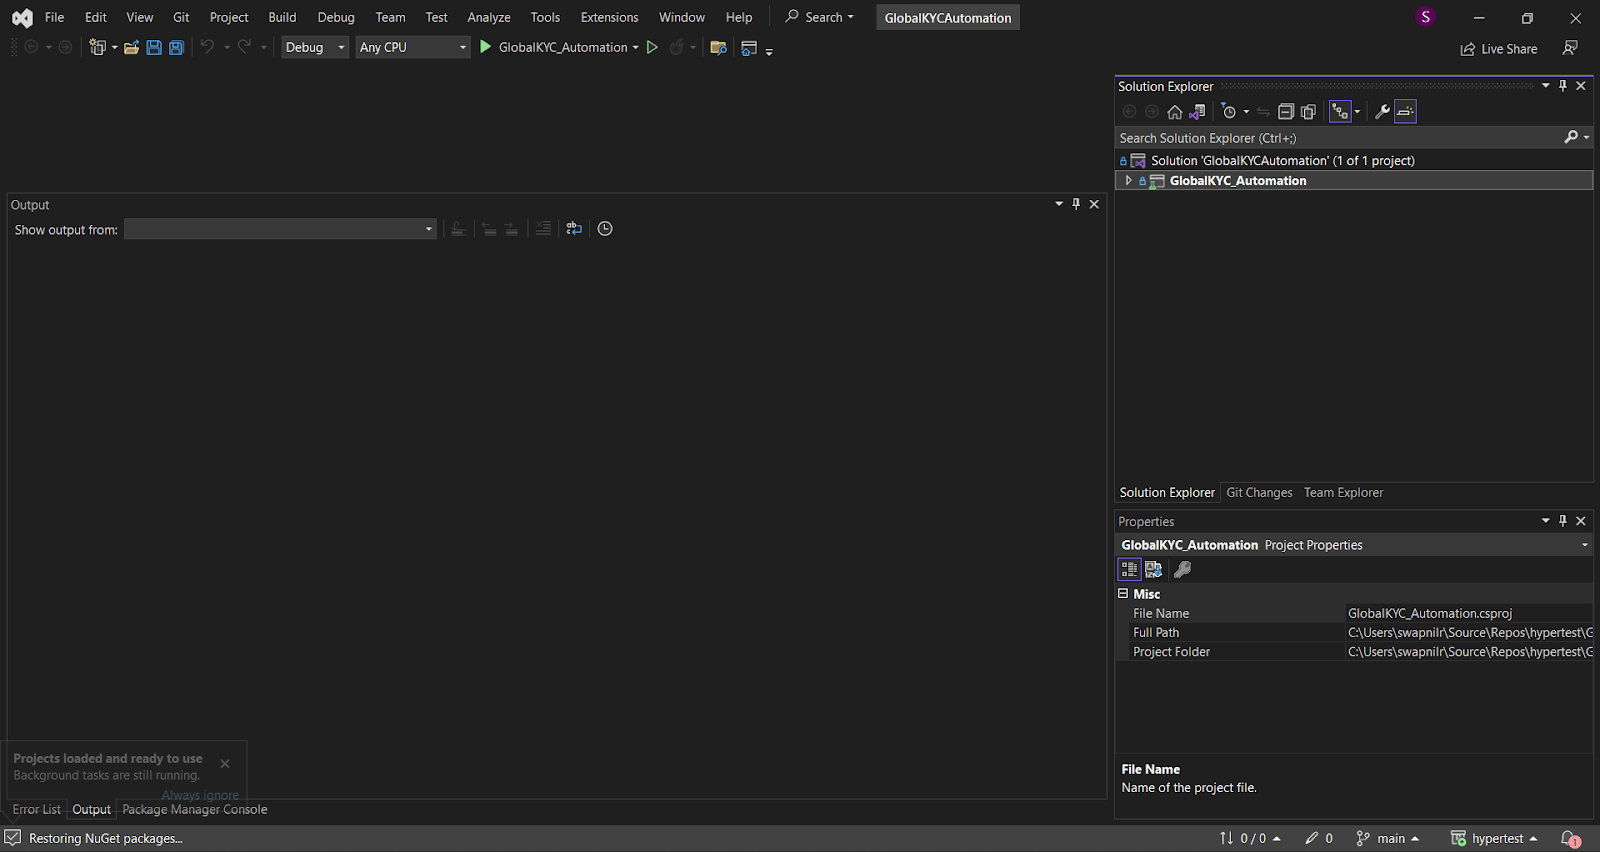 File Edit View Git Project Build Debug Team Test Analyze Tools Extensions Window Help Search GlobalKYCAutomation S
Debug Any CPU GlobalKYC_Automation Live Share
Solution Explorer
Search Solution Explorer (Ctrl+;)
Solution 'GlobalKYCAutomation' (1 of 1 project)
GlobalKYC_Automation
Output
Show output from:
Solution Explorer Git Changes Team Explorer
Properties
GlobalKYC_Automation Project Properties
Misc
File Name GlobalKYC_Automation.csproj
Full Path C:\Users\swapnilr\Source\Repos\hypertest\G
Project Folder C:\Users\swapnilr\Source\Repos\hypertest\G
File Name
Name of the project file.
Projects loaded and ready to use
Background tasks are still running.
Always ignore
Error List Output Package Manager Console
Restoring NuGet packages... 0 / 0 0 main hypertest 1